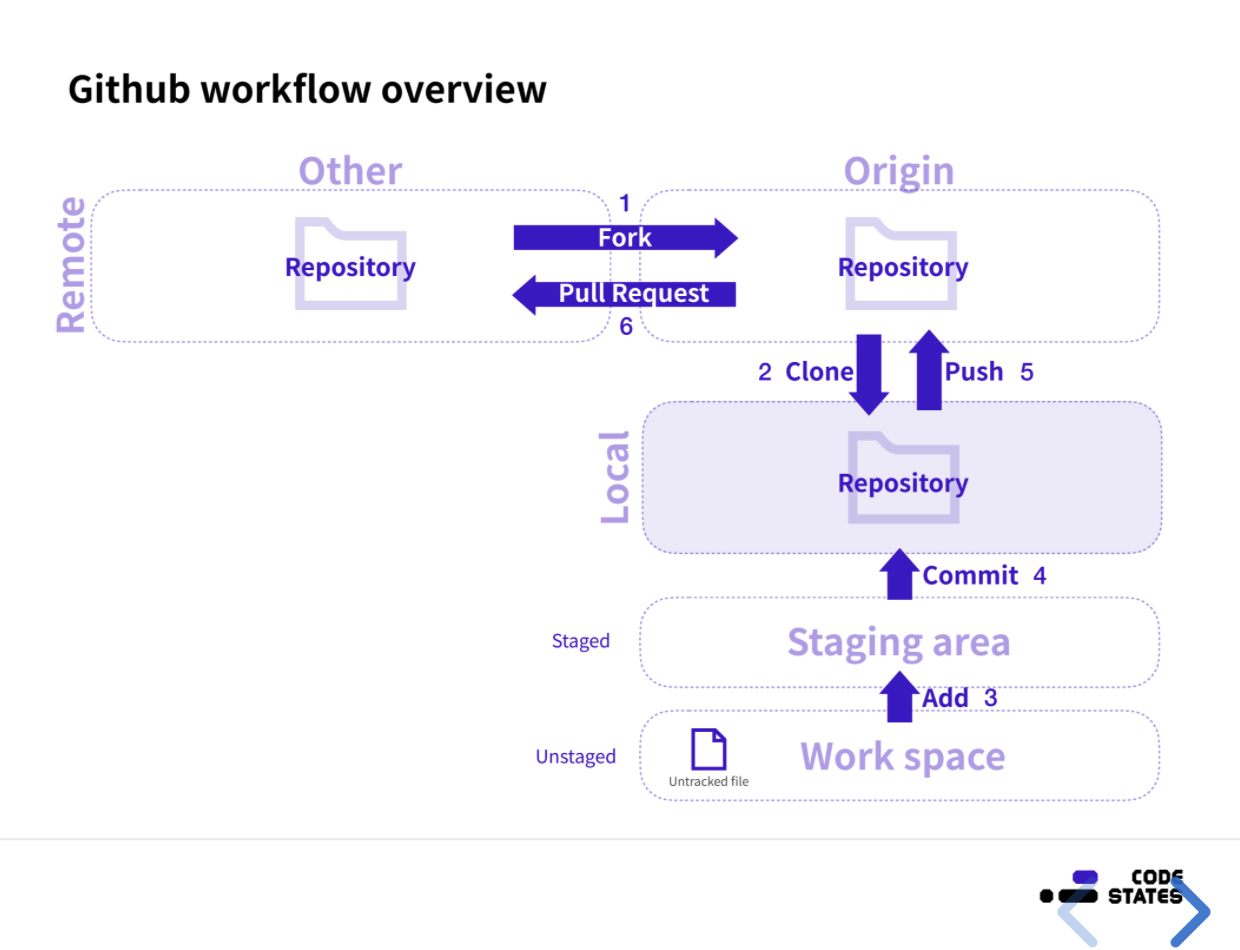 Github workflow overview
Other
Origin
Remote
1
Fork
Repository
Repository
Pull Request
6
2 Clone
Push 5
Local
Repository
Commit 4
Staged
Staging area
Add 3
Unstaged
Work space
Untracked file
CODE
STATES